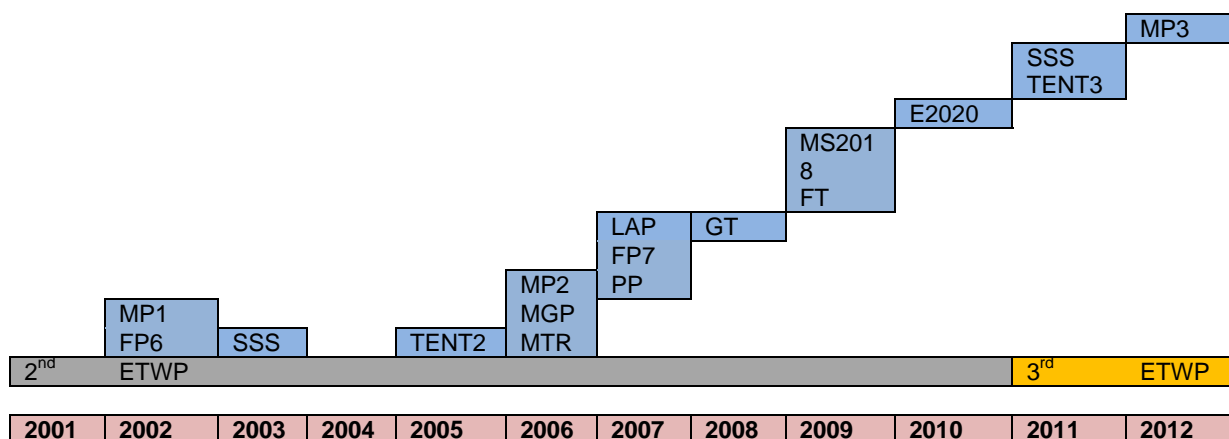 MP3
SSS
TENT3
E2020
MS201
8
FT
LAP
FP7
PP
GT
MP2
MGP
MTR
MP1
FP6
SSS
TENT2
2nd ETWP 3rd ETWP
2001 2002 2003 2004 2005 2006 2007 2008 2009 2010 2011 2012